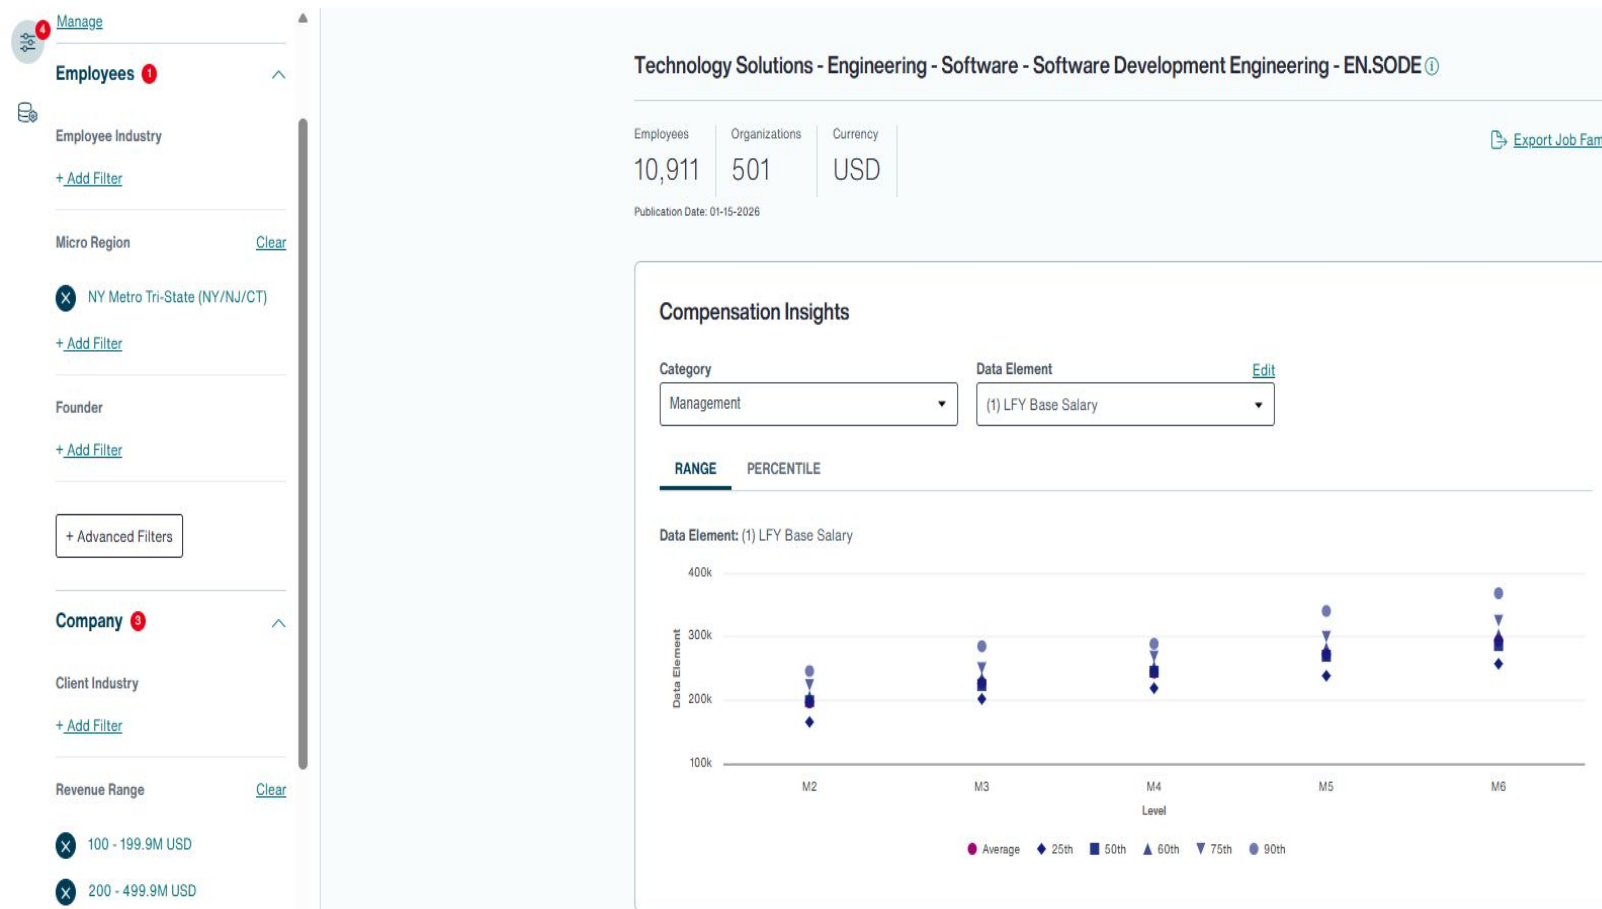 4
Manage
Employees 1
Employee Industry
+ Add Filter
Micro Region Clear
NY Metro Tri-State (NY/NJ/CT)
+ Add Filter
Founder
+ Add Filter
+ Advanced Filters
Company 3
Client Industry
+ Add Filter
Revenue Range Clear
100 - 199.9M USD
200 - 499.9M USD
Technology Solutions - Engineering - Software - Software Development Engineering - EN.SODE
Employees Organizations Currency
10,911 501 USD
Export Job Fam
Publication Date: 01-15-2026
Compensation Insights
Category Data Element Edit
Management (1) LFY Base Salary
RANGE PERCENTILE
Data Element: (1) LFY Base Salary
400k
300k
200k
100k
Data Element
M2 M3 M4 M5 M6
Level
Average 25th 50th 60th 75th 90th